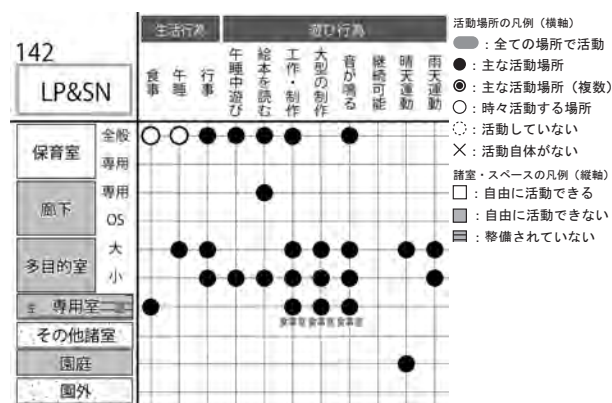 142
LP&SN
生活行為
遊び行為
食事
午睡
行事
午睡中遊び
絵本を読む
工作・制作
大型の制作
音が鳴る
継続可能
晴天運動
雨天運動
保育室
全般
専用
廊下
専用
OS
多目的室
大
小
専用室
食事室
食事室
食事室
その他諸室
園庭
園外
活動場所の凡例（横軸）
：全ての場所で活動
：主な活動場所
：主な活動場所（複数）
：時々活動する場所
：活動していない
：活動自体がない
諸室・スペースの凡例（縦軸）
：自由に活動できる
：自由に活動できない
：整備されていない